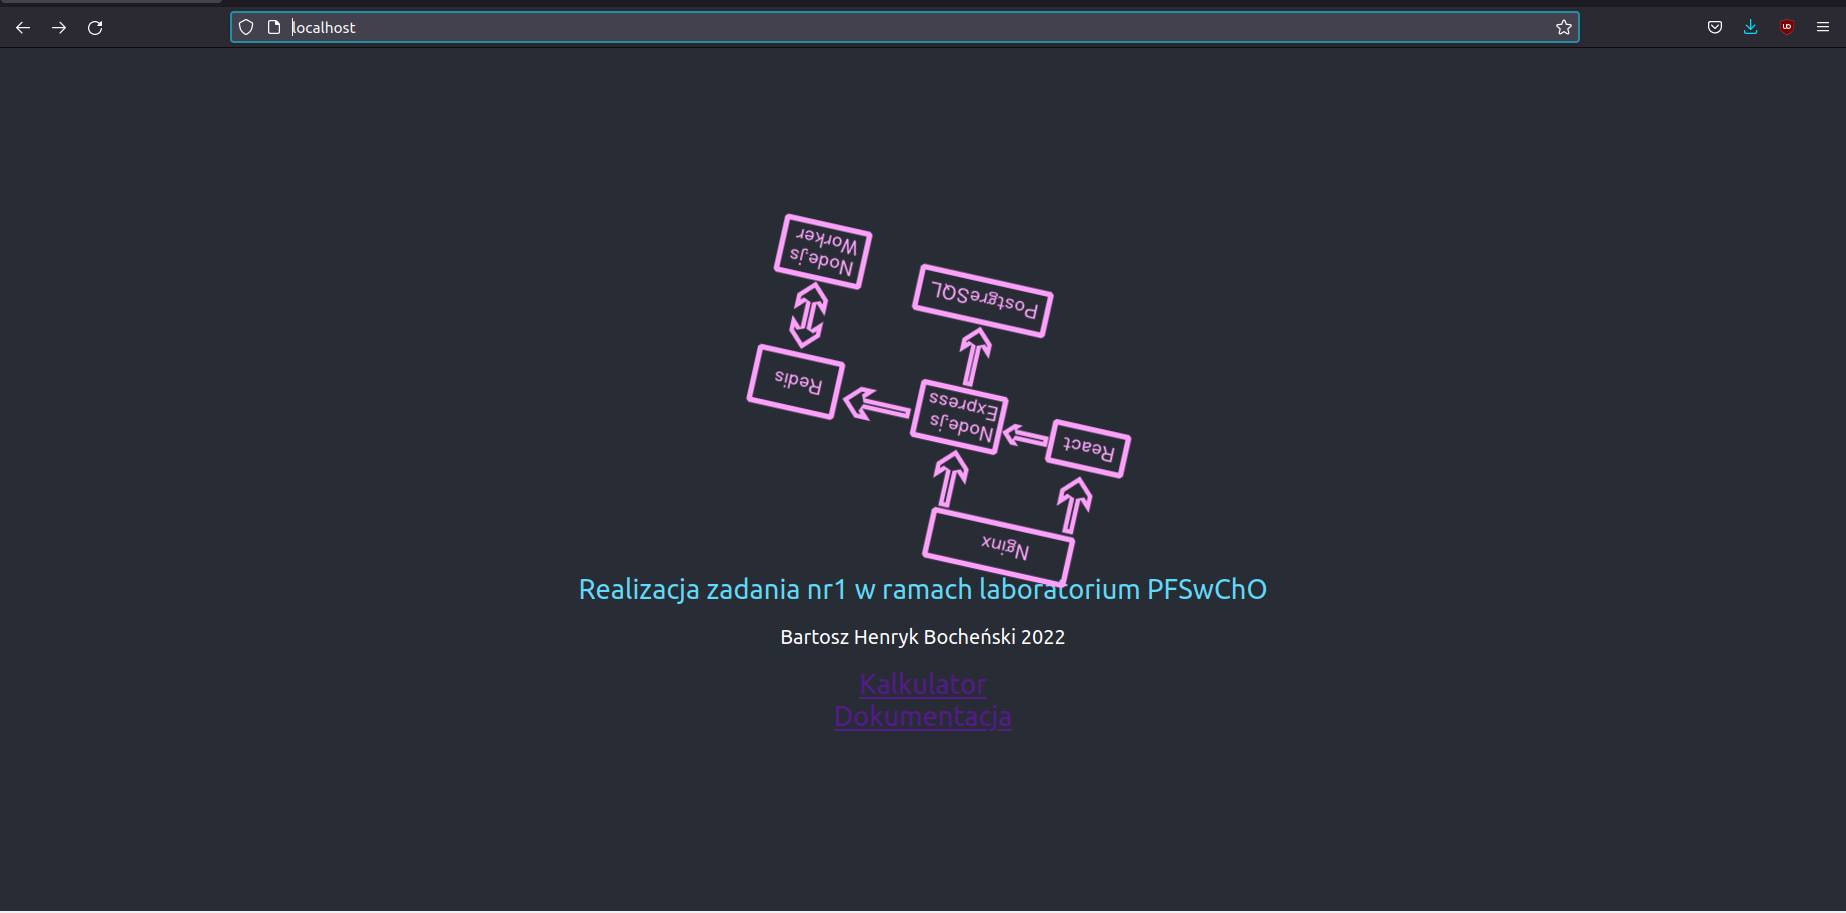 localhost
Node.js
Worker
PostgreSQL
Redis
Node.js
Express
React
Nginx
Realizacja zadania nr1 w ramach laboratorium PFSwChO
Bartosz Henryk Bocheński 2022
Kalkulator
Dokumentacja